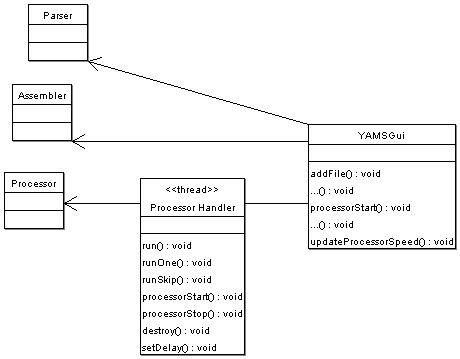 Parser
Assembler
Processor
<<thread>>
Processor Handler
run() : void
runOne() : void
runSkip() : void
processorStart() : void
processorStop() : void
destroy() : void
setDelay() : void
YAMSGui
addFile() : void
...() : void
processorStart() : void
...() : void
updateProcessorSpeed() : void